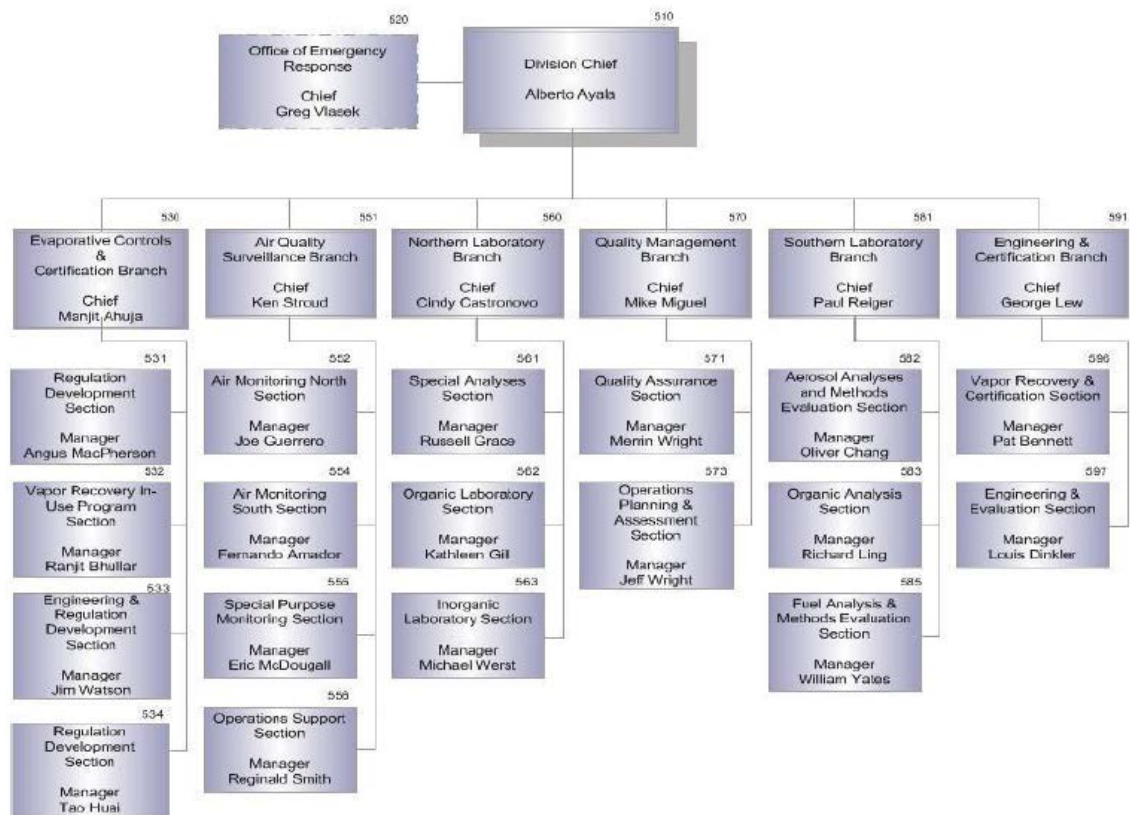 520
Office of Emergency
Response
Chief
Greg Vlasek
510
Division Chief
Alberto Ayala
530
Evaporative Controls
&
Certification Branch
Chief
Manjit Ahuja
531
Regulation
Development
Section
Manager
Angus MacPherson
532
Vapor Recovery In-
Use Program
Section
Manager
Ranjit Bhullar
533
Engineering &
Regulation
Development
Section
Manager
Jim Watson
534
Regulation
Development
Section
Manager
Tao Huai
551
Air Quality
Surveillance Branch
Chief
Ken Stroud
552
Air Monitoring North
Section
Manager
Joe Guerrero
554
Air Monitoring
South Section
Manager
Fernando Amador
555
Special Purpose
Monitoring Section
Manager
Eric McDougall
556
Operations Support
Section
Manager
Reginald Smith
560
Northern Laboratory
Branch
Chief
Cindy Castronovo
561
Special Analyses
Section
Manager
Russell Grace
562
Organic Laboratory
Section
Manager
Kathleen Gill
563
Inorganic
Laboratory Section
Manager
Michael Werst
570
Quality Management
Branch
Chief
Mike Miguel
571
Quality Assurance
Section
Manager
Merrin Wright
573
Operations
Planning &
Assessment
Section
Manager
Jeff Wright
581
Southern Laboratory
Branch
Chief
Paul Reiger
582
Aerosol Analyses
and Methods
Evaluation Section
Manager
Oliver Chang
583
Organic Analysis
Section
Manager
Richard Ling
585
Fuel Analysis &
Methods Evaluation
Section
Manager
William Yates
591
Engineering &
Certification Branch
Chief
George Lew
596
Vapor Recovery &
Certification Section
Manager
Pat Bennett
597
Engineering &
Evaluation Section
Manager
Louis Dinkler